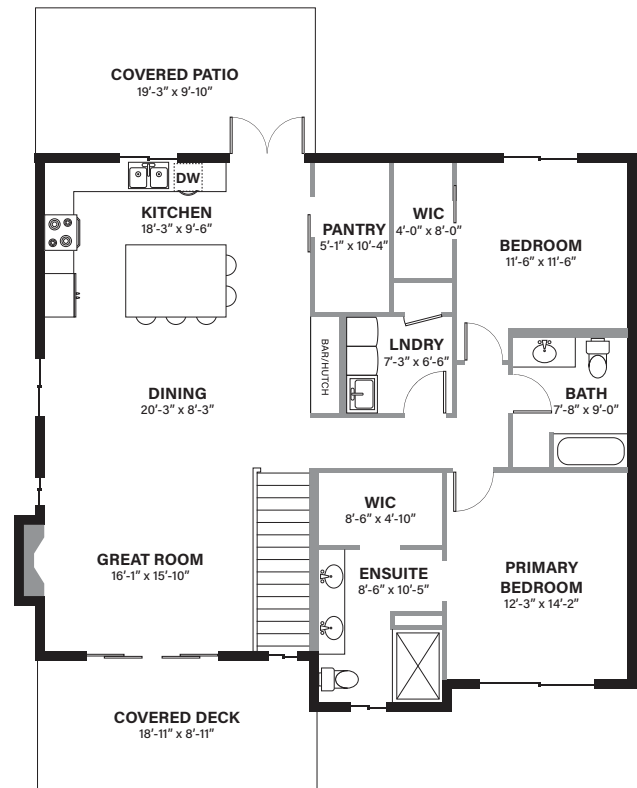 COVERED PATIO
19'-3" x 9'-10"
DW
KITCHEN
18'-3" x 9'-6"
PANTRY
5'-1" x 10'-4"
WIC
4'-0" x 8'-0"
BEDROOM
11'-6" x 11'-6"
BAR/HUTCH
LNDRY
7'-3" x 6'-6"
DINING
20'-3" x 8'-3"
BATH
7'-8" x 9'-0"
WIC
8'-6" x 4'-10"
GREAT ROOM
16'-1" x 15'-10"
ENSUITE
8'-6" x 10'-5"
PRIMARY
BEDROOM
12'-3" x 14'-2"
COVERED DECK
18'-11" x 8'-11"